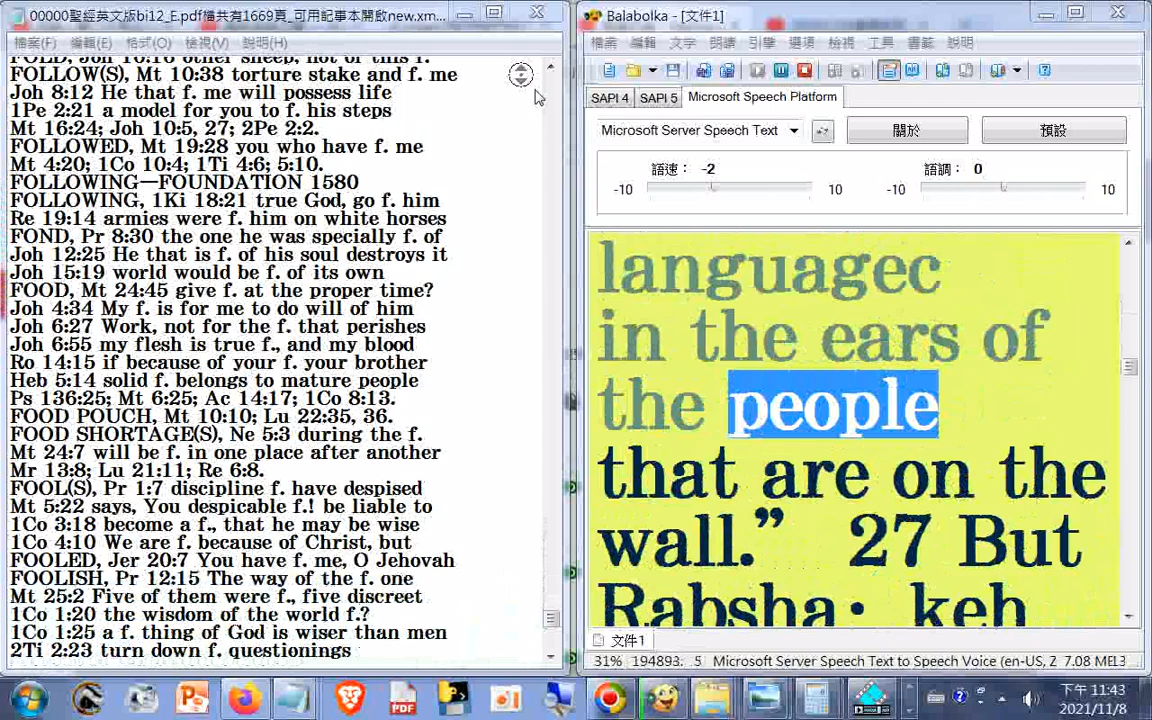 00000聖經英文版bi12_E.pdf檔共有1669頁_可用記事本開啟new.xm...
檔案(F) 編輯(E) 格式(O) 檢視(V) 說明(H)
FOLD, Joh 10:16 other sheep, not of this f.
FOLLOW(S), Mt 10:38 torture stake and f. me
Joh 8:12 He that f. me will possess life
1Pe 2:21 a model for you to f. his steps
Mt 16:24; Joh 10:5, 27; 2Pe 2:2.
FOLLOWED, Mt 19:28 you who have f. me
Mt 4:20; 1Co 10:4; 1Ti 4:6; 5:10.
FOLLOWING—FOUNDATION 1580
FOLLOWING, 1Ki 18:21 true God, go f. him
Re 19:14 armies were f. him on white horses
FOND, Pr 8:30 the one he was specially f. of
Joh 12:25 He that is f. of his soul destroys it
Joh 15:19 world would be f. of its own
FOOD, Mt 24:45 give f. at the proper time?
Joh 4:34 My f. is for me to do will of him
Joh 6:27 Work, not for the f. that perishes
Joh 6:55 my flesh is true f., and my blood
Ro 14:15 if because of your f. your brother
Heb 5:14 solid f. belongs to mature people
Ps 136:25; Mt 6:25; Ac 14:17; 1Co 8:13.
FOOD POUCH, Mt 10:10; Lu 22:35, 36.
FOOD SHORTAGE(S), Ne 5:3 during the f.
Mt 24:7 will be f. in one place after another
Mr 13:8; Lu 21:11; Re 6:8.
FOOL(S), Pr 1:7 discipline f. have despised
Mt 5:22 says, You despicable f.! be liable to
1Co 3:18 become a f., that he may be wise
1Co 4:10 We are f. because of Christ, but
FOOLED, Jer 20:7 You have f. me, O Jehovah
FOOLISH, Pr 12:15 The way of the f. one
Mt 25:2 Five of them were f., five discreet
1Co 1:20 the wisdom of the world f.?
1Co 1:25 a f. thing of God is wiser than men
2Ti 2:23 turn down f. questionings
Balabolka - [文件1]
檔案 編輯 文字 朗讀 引擎 選項 檢視 工具 書籤 說明
SAPI 4 SAPI 5 Microsoft Speech Platform
Microsoft Server Speech Text 關於 預設
語速： -2 語調： 0
-10 10 -10 10
languagec
in the ears of
the people
that are on the
wall.” 27 But
Rabsha· keh
文件1
31% 194893: 5 Microsoft Server Speech Text to Speech Voice (en-US, Z 7.08 ME
PDF
下午 11:43
2021/11/8